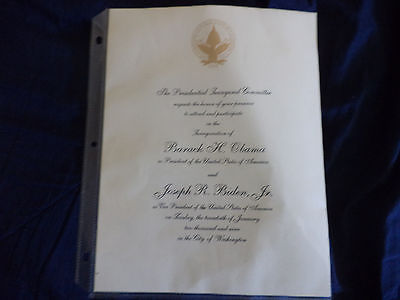 The Presidential Inaugural Committee
requests the honor of your presence
to attend and participate
in the
Inauguration of
Barack H. Obama
as President of the United States of America
and
Joseph R. Biden, Jr.
as Vice President of the United States of America
on Tuesday, the twentieth of January
two thousand and nine
in the City of Washington